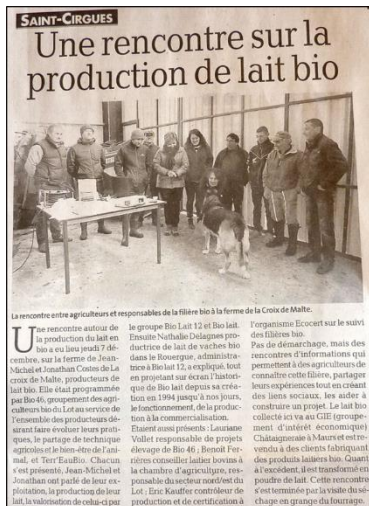 SAINT-CIRGUES
Une rencontre sur la
production de lait bio
La rencontre entre agriculteurs et responsables de la filière bio à la ferme de la Croix de Malte.
Une rencontre autour de
la production du lait en
bio a eu lieu jeudi 7 dé-
cembre, sur la ferme de Jean-
Michel et Jonathan Costes de La
croix de Malte, producteurs de
lait bio. Elle était programmée
par Bio 46, groupement des agri-
culteurs bio du Lot au service de
l'ensemble des producteurs dé-
sirant faire évoluer leurs prati-
ques, le partage de technique
agricoles et le bien-être de l'ani-
mal, et Terr'EauBio. Chacun
s'est présenté, Jean-Michel et
Jonathan ont parlé de leur ex-
ploitation, la production de leur
lait, la valorisation de celui-ci par
le groupe Bio Lait 12 et Bio lait.
Ensuite Nathalie Delagnes pro-
ductrice de lait de vaches bio
dans le Rouergue, administra-
trice à Bio lait 12, a expliqué, tout
en projetant sur écran l'histori-
que de Bio lait depuis sa créa-
tion en 1994 jusqu'à nos jours,
le fonctionnement, de la produc-
tion à la commercialisation.
Etaient aussi présents : Lauriane
Vollet responsable de projets
élevage de Bio 46 ; Benoit Fer-
rières conseiller laitier bovins à
la chambre d'agriculture, res-
ponsable du secteur nord/est du
Lot ; Eric Kauffer contrôleur de
production et de certification à
l'organisme Ecocert sur le suivi
des filières bio.
Pas de démarchage, mais des
rencontres d'informations qui
permettent à des agriculteurs de
connaître cette filière, partager
leurs expériences tout en créant
des liens sociaux, les aider à
construire un projet. Le lait bio
collecté ici va au GIE (groupe-
ment d'intérêt économique)
Châtaigneraie à Maurs et est re-
vendu à des clients fabriquant
des produits laitiers bio. Quant
à l'excédent, il est transformé en
poudre de lait. Cette rencontre
s'est terminée par la visite du sé-
chage en grange du fourrage.